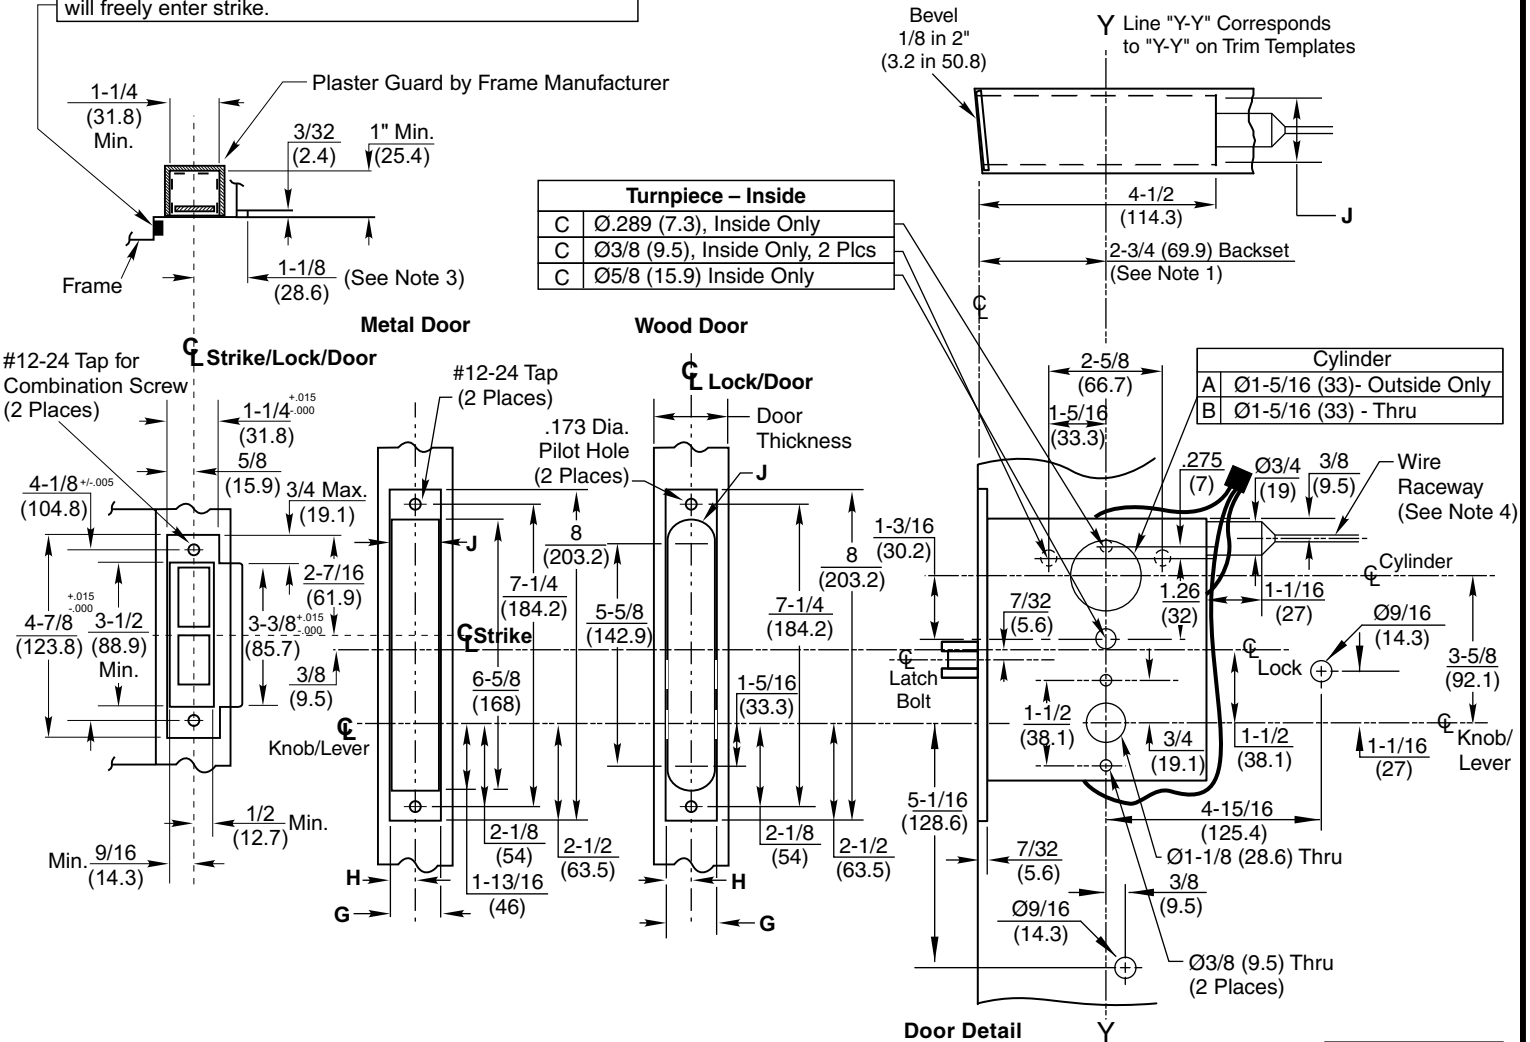 will freely enter strike.
Bevel
1/8 in 2"
(3.2 in 50.8)
Y Line "Y-Y" Corresponds
to "Y-Y" on Trim Templates
Plaster Guard by Frame Manufacturer
1-1/4
(31.8)
Min.
3/32
(2.4)
1" Min.
(25.4)
Frame
1-1/8
(28.6)
(See Note 3)
Turnpiece – Inside
C Ø.289 (7.3), Inside Only
C Ø3/8 (9.5), Inside Only, 2 Plcs
C Ø5/8 (15.9) Inside Only
4-1/2
(114.3)
J
2-3/4 (69.9) Backset
(See Note 1)
CL
Metal Door
Wood Door
#12-24 Tap for
Combination Screw
(2 Places)
CL Strike/Lock/Door
1-1/4 +.015 -.000
(31.8)
5/8
(15.9)
4-1/8 +/-.005
(104.8)
3/4 Max.
(19.1)
2-7/16
(61.9)
4-7/8
(123.8)
+.015
-.000
3-1/2
(88.9)
Min.
3-3/8 +.015 -.000
(85.7)
3/8
(9.5)
1/2
(12.7)
Min.
Min. 9/16
(14.3)
#12-24 Tap
(2 Places)
J
8
(203.2)
7-1/4
(184.2)
CL Strike
6-5/8
(168)
CL
Knob/Lever
2-1/8
(54)
2-1/2
(63.5)
1-13/16
(46)
H
G
CL Lock/Door
Door
Thickness
.173 Dia.
Pilot Hole
(2 Places)
J
5-5/8
(142.9)
8
(203.2)
7-1/4
(184.2)
1-5/16
(33.3)
2-1/8
(54)
2-1/2
(63.5)
H
G
2-5/8
(66.7)
1-5/16
(33.3)
Cylinder
A Ø1-5/16 (33)- Outside Only
B Ø1-5/16 (33) - Thru
.275
(7)
Ø3/4
(19)
3/8
(9.5)
Wire
Raceway
(See Note 4)
1-3/16
(30.2)
CL Cylinder
7/32
(5.6)
1.26
(32)
1-1/16
(27)
Ø9/16
(14.3)
CL
Latch
Bolt
CL
Lock
3-5/8
(92.1)
1-1/2
(38.1)
3/4
(19.1)
1-1/2
(38.1)
1-1/16
(27)
CL Knob/
Lever
5-1/16
(128.6)
4-15/16
(125.4)
7/32
(5.6)
Ø1-1/8 (28.6) Thru
3/8
(9.5)
Ø9/16
(14.3)
Ø3/8 (9.5) Thru
(2 Places)
Door Detail
Y